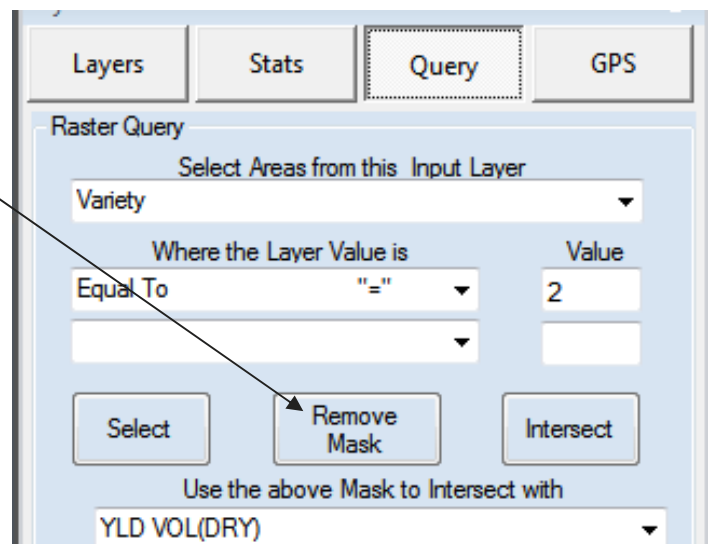 Layers Stats Query GPS
Raster Query
Select Areas from this Input Layer
Variety
Where the Layer Value is Value
Equal To "=" 2
Select Remove Mask Intersect
Use the above Mask to Intersect with
YLD VOL(DRY)